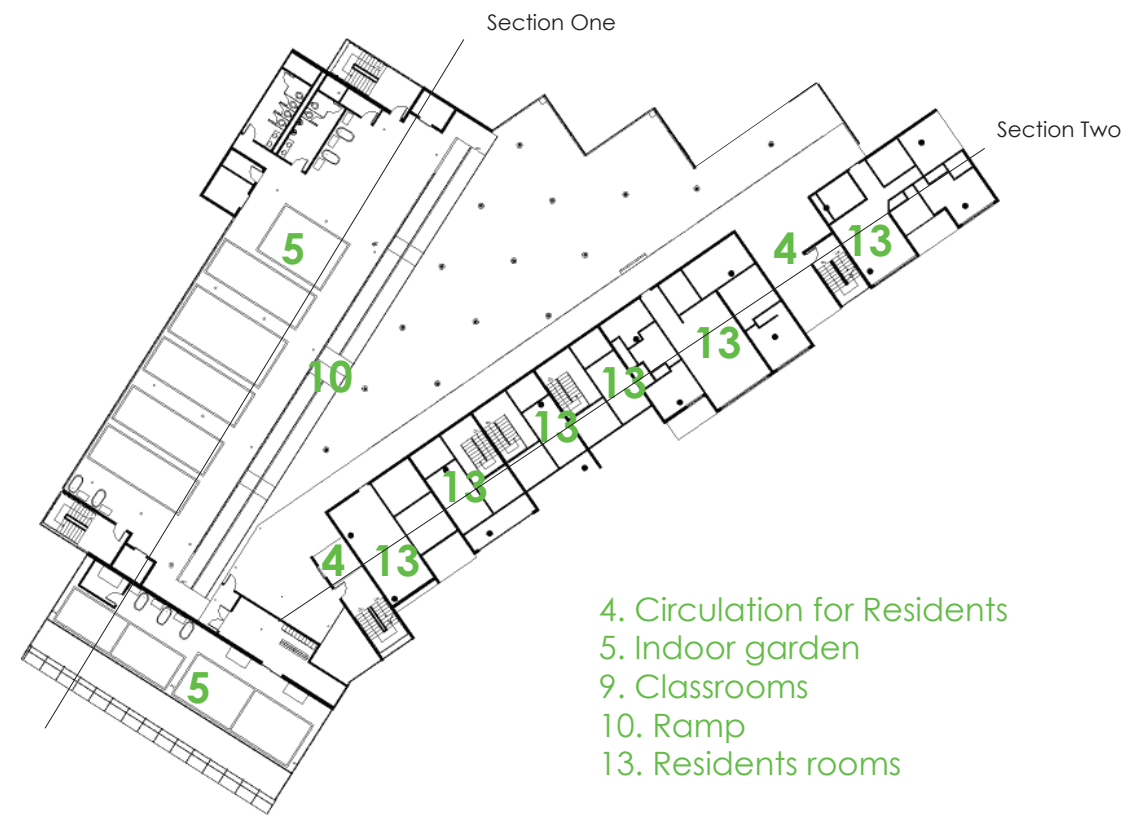 Section One
Section Two
5
4
13
13
10
13
13
13
4
13
5
4. Circulation for Residents
5. Indoor garden
9. Classrooms
10. Ramp
13. Residents rooms